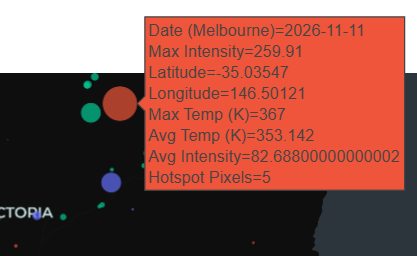 Date (Melbourne)=2026-11-11
Max Intensity=259.91
Latitude=-35.03547
Longitude=146.50121
Max Temp (K)=367
Avg Temp (K)=353.142
Avg Intensity=82.68800000000002
Hotspot Pixels=5
CTORIA